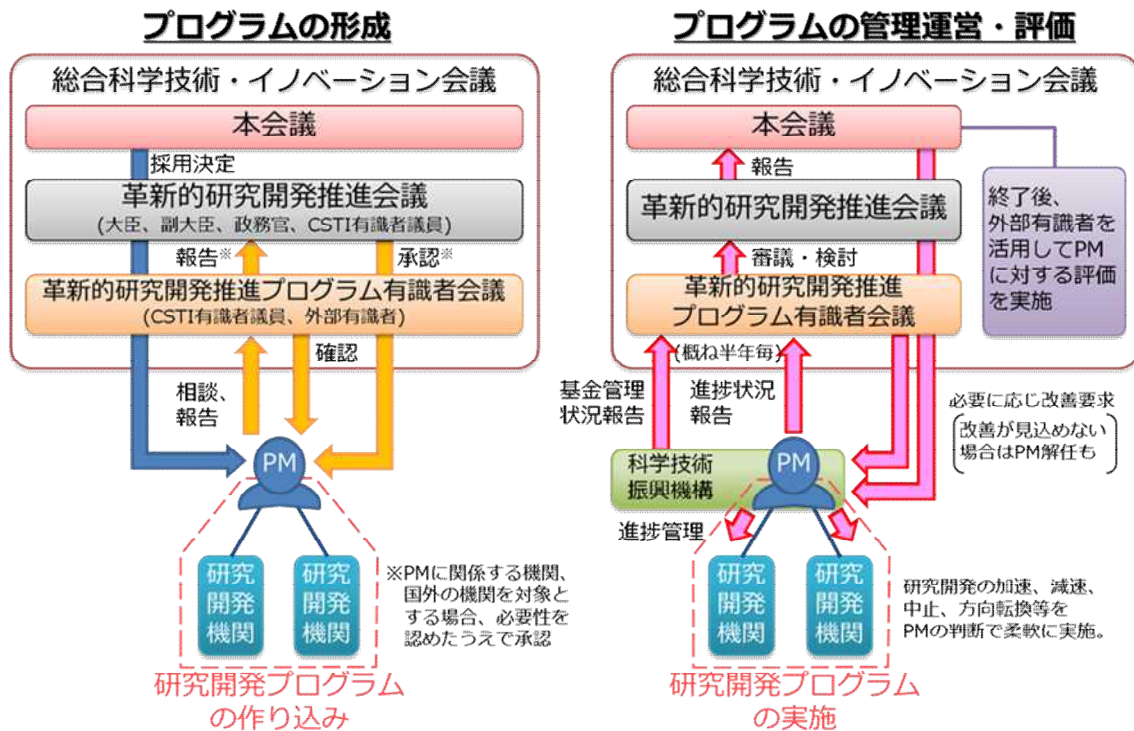 プログラムの形成
総合科学技術・イノベーション会議
本会議
採用決定
革新的研究開発推進会議
(大臣、副大臣、政務官、CSTI有識者議員)
報告※
承認※
革新的研究開発推進プログラム有識者会議
(CSTI有識者議員、外部有識者)
確認
相談、
報告
PM
研究
開発
機関
研究
開発
機関
※PMに関係する機関、
国外の機関を対象と
する場合、必要性を
認めたうえで承認
研究開発プログラム
の作り込み
プログラムの管理運営・評価
総合科学技術・イノベーション会議
本会議
報告
革新的研究開発推進会議
審議・検討
革新的研究開発推進
プログラム有識者会議
(概ね半年毎)
終了後、
外部有識者を
活用してPM
に対する評価
を実施
基金管理
状況報告
進捗状況
報告
必要に応じ改善要求
改善が見込めない
場合はPM解任も
科学技術
振興機構
PM
進捗管理
研究
開発
機関
研究
開発
機関
研究開発の加速、減速、
中止、方向転換等を
PMの判断で柔軟に実施。
研究開発プログラム
の実施